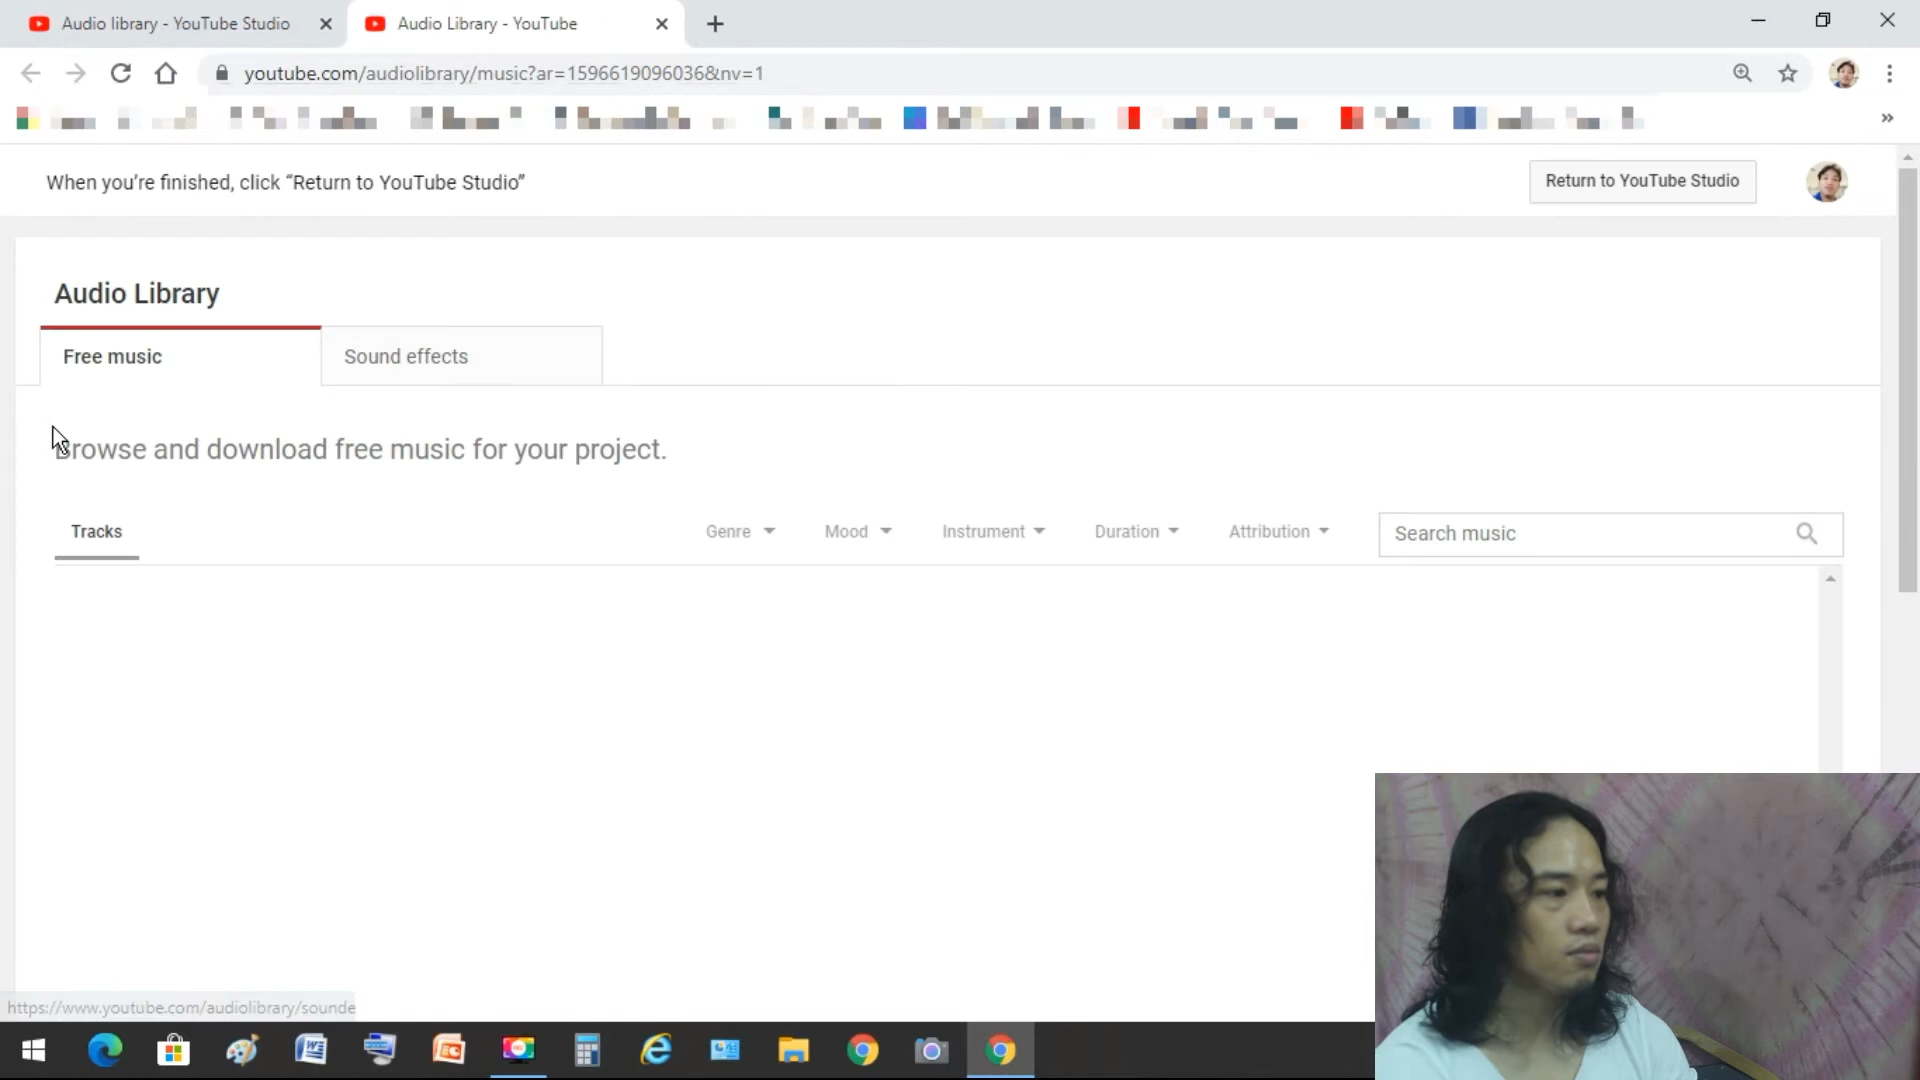 Audio library - YouTube Studio
Audio Library - YouTube
youtube.com/audiolibrary/music?ar=1596619096036&nv=1
When you're finished, click “Return to YouTube Studio”
Return to YouTube Studio
Audio Library
Free music
Sound effects
Browse and download free music for your project.
Tracks
Genre
Mood
Instrument
Duration
Attribution
Search music
https://www.youtube.com/audiolibrary/sounde